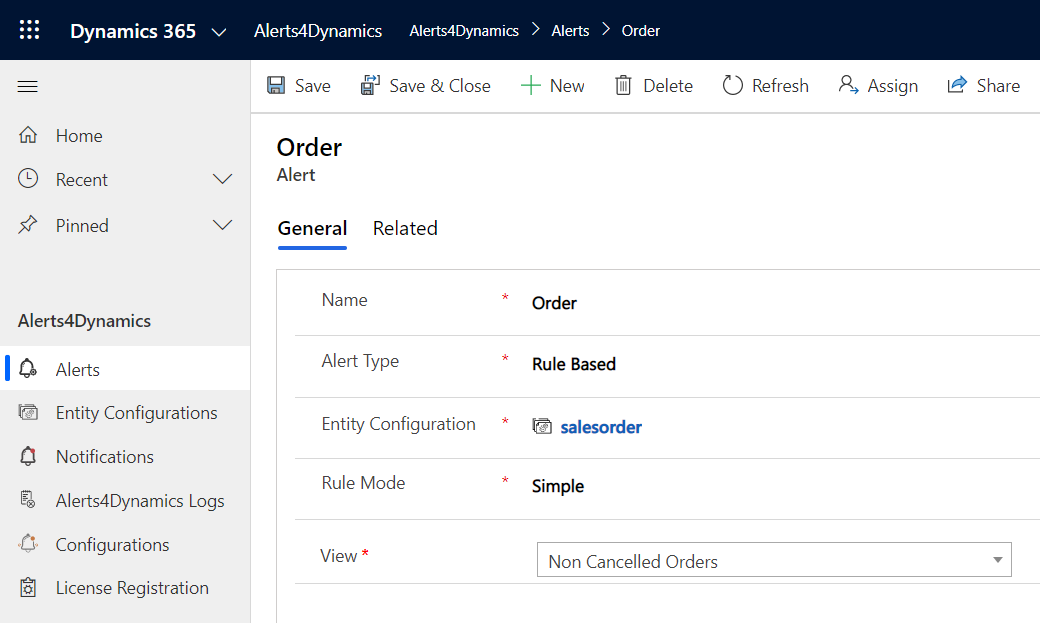 Dynamics 365 Alerts4Dynamics Alerts4Dynamics > Alerts > Order
Save Save & Close New Delete Refresh Assign Share
Home
Recent
Pinned
Alerts4Dynamics
Alerts
Entity Configurations
Notifications
Alerts4Dynamics Logs
Configurations
License Registration
Order
Alert
General Related
Name * Order
Alert Type * Rule Based
Entity Configuration * salesorder
Rule Mode * Simple
View * Non Cancelled Orders